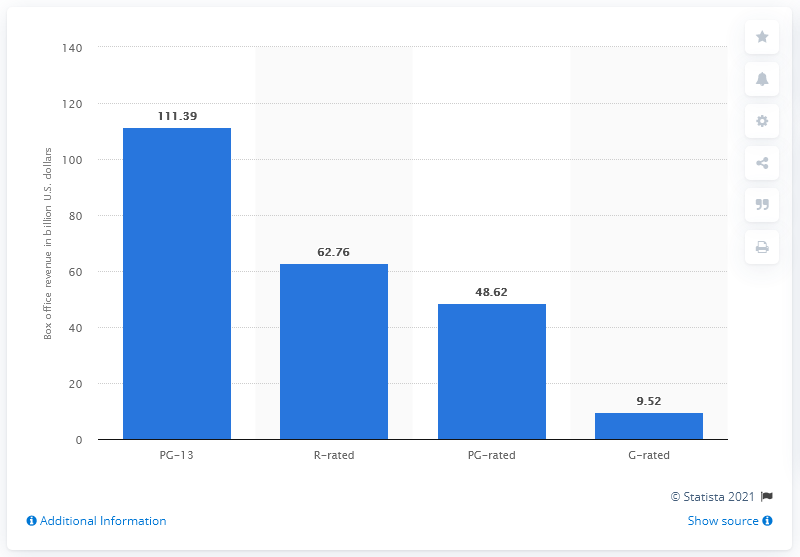 140
120
100
80
60
40
20
0
Box office revenue in billion U.S. dollars
111.39
62.76
48.62
9.52
PG-13
R-rated
PG-rated
G-rated
© Statista 2021
Additional Information
Show source